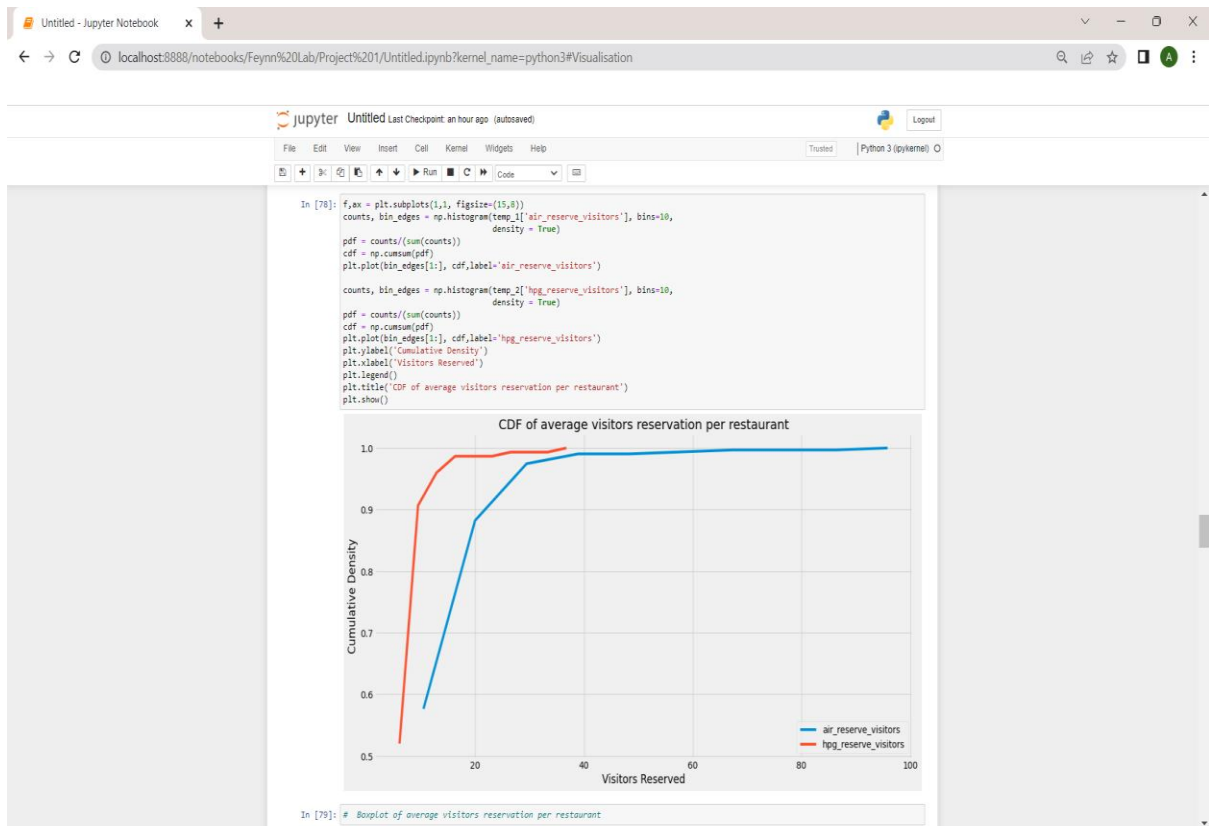 Untitled - Jupyter Notebook
localhost:8888/notebooks/Feynn%20Lab/Project%201/Untitled.ipynb?kernel_name=python3#Visualisation
A
jupyter Untitled Last Checkpoint: an hour ago (autosaved)
Logout
File Edit View Insert Cell Kernel Widgets Help
Trusted Python 3 (ipykernel)
Run Code
In [78]: f,ax = plt.subplots(1,1, figsize=(15,8))
counts, bin_edges = np.histogram(temp_1['air_reserve_visitors'], bins=10,
density = True)
pdf = counts/(sum(counts))
cdf = np.cumsum(pdf)
plt.plot(bin_edges[1:], cdf,label='air_reserve_visitors')
counts, bin_edges = np.histogram(temp_2['hpg_reserve_visitors'], bins=10,
density = True)
pdf = counts/(sum(counts))
cdf = np.cumsum(pdf)
plt.plot(bin_edges[1:], cdf,label='hpg_reserve_visitors')
plt.ylabel('Cumulative Density')
plt.xlabel('Visitors Reserved')
plt.legend()
plt.title('CDF of average visitors reservation per restaurant')
plt.show()
CDF of average visitors reservation per restaurant
1.0
0.9
0.8
0.7
0.6
0.5
Cumulative Density
air_reserve_visitors
hpg_reserve_visitors
20 40 60 80 100
Visitors Reserved
In [79]: # Boxplot of average visitors reservation per restaurant